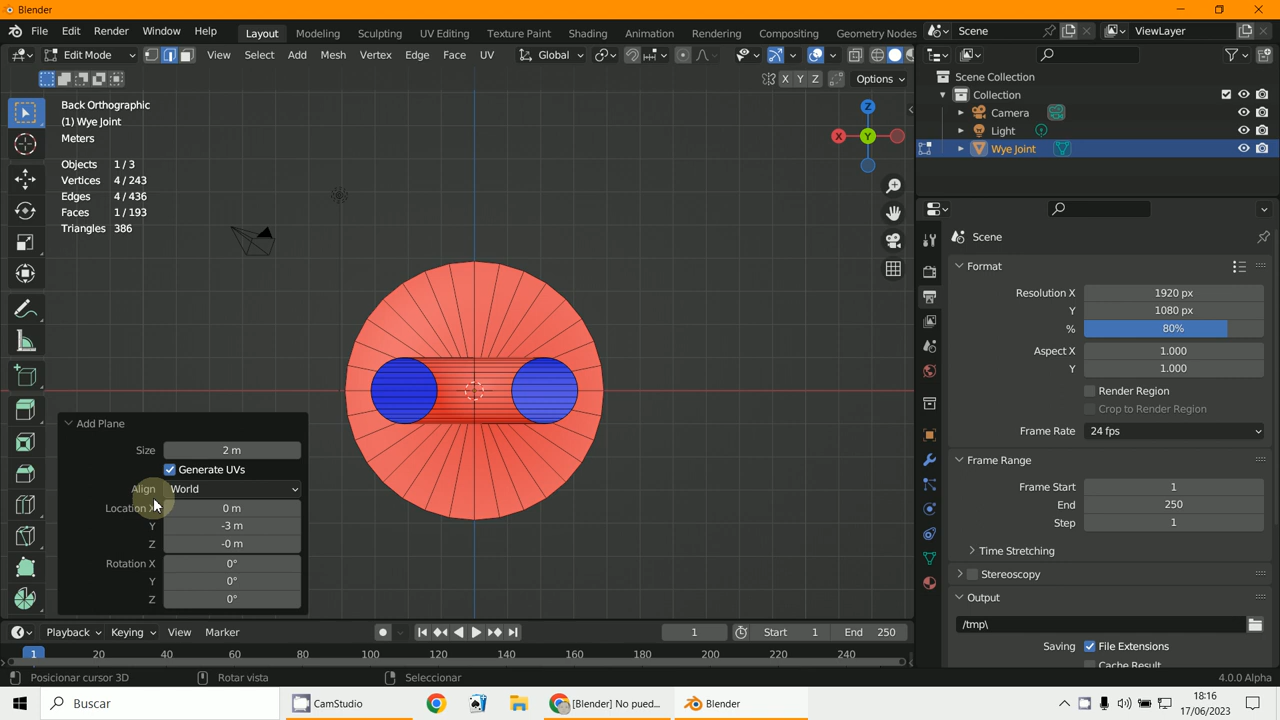 Blender
File Edit Render Window Help
Layout Modeling Sculpting UV Editing Texture Paint Shading Animation Rendering Compositing Geometry Nodes
Scene
ViewLayer
Edit Mode
View Select Add Mesh Vertex Edge Face UV
Global
X Y Z
Options
Back Orthographic
(1) Wye Joint
Meters
Objects 1 / 3
Vertices 4 / 243
Edges 4 / 436
Faces 1 / 193
Triangles 386
Z
X
Y
Scene Collection
Collection
Camera
Light
Wye Joint
Scene
Format
Resolution X 1920 px
Y 1080 px
% 80%
Aspect X 1.000
Y 1.000
Render Region
Crop to Render Region
Frame Rate 24 fps
Frame Range
Frame Start 1
End 250
Step 1
Time Stretching
Stereoscopy
Output
/tmp\
Saving File Extensions
Cache Result
Add Plane
Size 2 m
Generate UVs
Align World
Location X 0 m
Y -3 m
Z -0 m
Rotation X 0°
Y 0°
Z 0°
Playback Keying View Marker
1
Start 1
End 250
1 20 40 60 80 100 120 140 160 180 200 220 240
Posicionar cursor 3D
Rotar vista
Seleccionar
4.0.0 Alpha
Buscar
CamStudio
[Blender] No pued...
Blender
18:16
17/06/2023